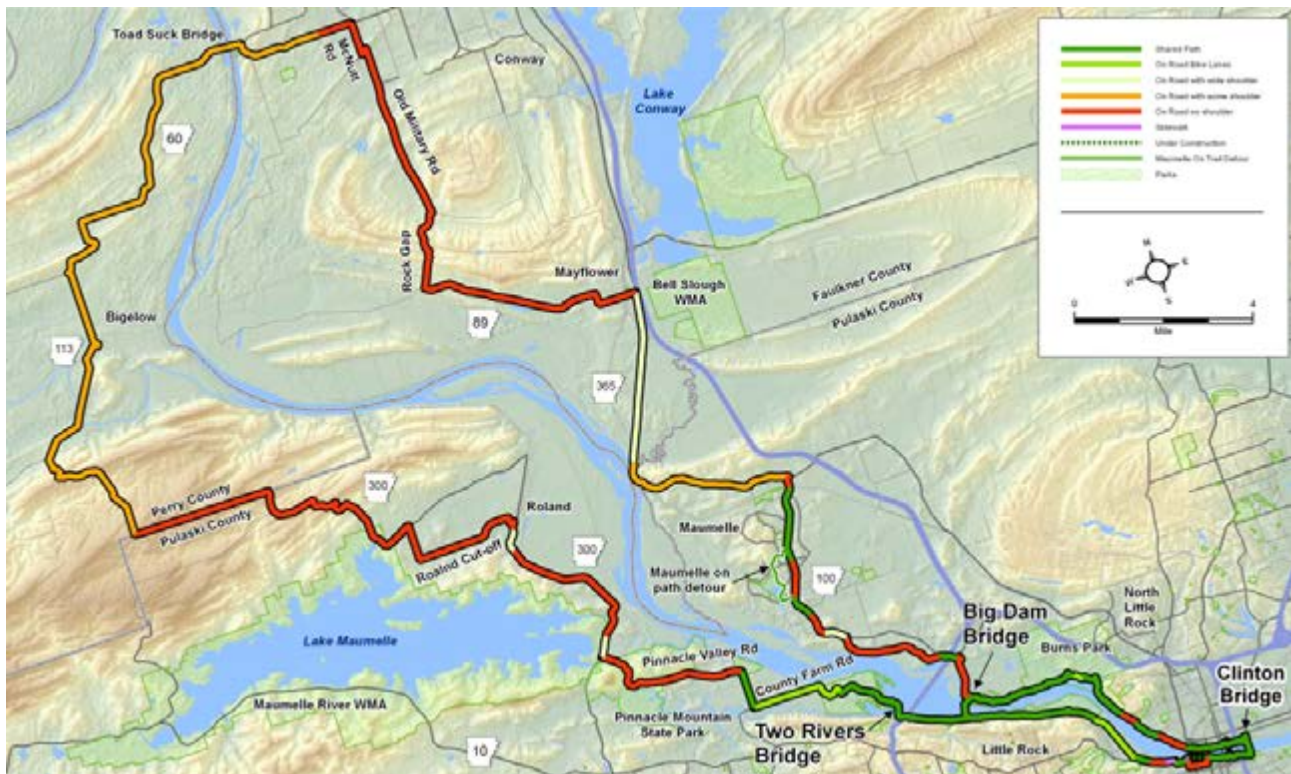 Toad Suck Bridge
McNutt
Rd
Conway
Lake
Conway
Old Military Rd
60
Rock Gap
Mayflower
Bell Slough
WMA
Faulkner County
Pulaski County
Bigelow
89
113
365
Perry County
Pulaski County
300
Roland
Roalnd Cut-off
300
Maumelle
Maumelle on
path detour
100
North
Little
Rock
Big Dam
Bridge
Burns Park
Lake Maumelle
Pinnacle Valley Rd
County Farm Rd
Clinton
Bridge
Maumelle River WMA
Pinnacle Mountain
State Park
Two Rivers
Bridge
10
Little Rock
Shared Path
On Road Bike Lanes
On Road with wide shoulder
On Road with some shoulder
On Road no shoulder
Sidewalk
Under Construction
Maumelle On Trail Detour
Parks
E
W
S
0
4
Mile